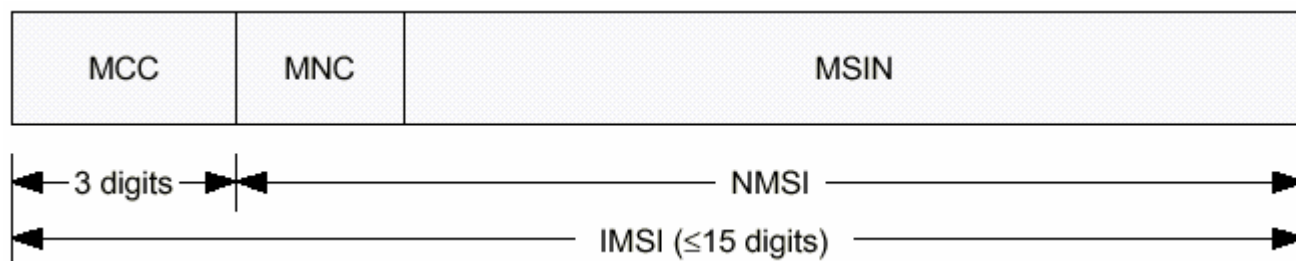 MCC MNC MSIN
3 digits NMSI
IMSI (≤15 digits)